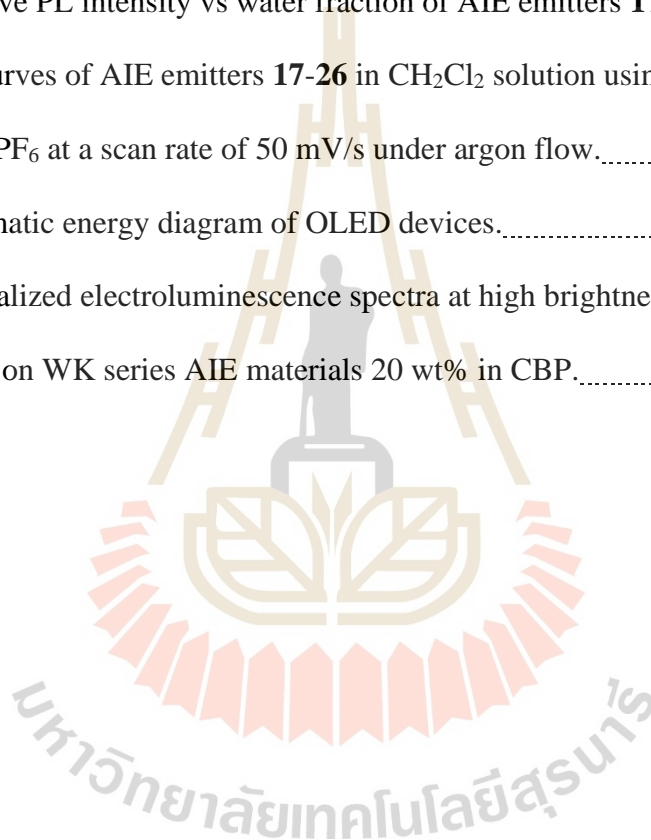 ve PL intensity vs water fraction of AIE emitters
urves of AIE emitters 17-26 in CH₂Cl₂ solution usin
PF₆ at a scan rate of 50 mV/s under argon flow.
natic energy diagram of OLED devices.
alized electroluminescence spectra at high brightne
on WK series AIE materials 20 wt% in CBP.
มหาวิทยาลัยเทคโนโลยีสุรนารี